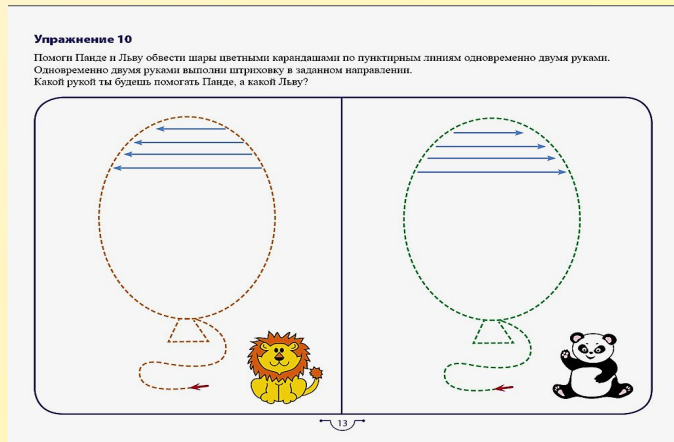 Упражнение 10
Помоги Панде и Льву обвести шары цветными карандашами по пунктирным линиям одновременно двумя руками.
Одновременно двумя руками выполни штриховку в заданном направлении.
Какой рукой ты будешь помогать Панде, а какой Льву?
13